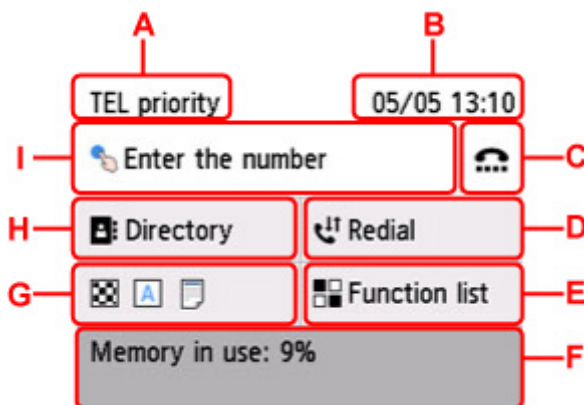 A
B
TEL priority
05/05 13:10
I
Enter the number
C
H
Directory
Redial
D
G
A
Function list
E
Memory in use: 9%
F